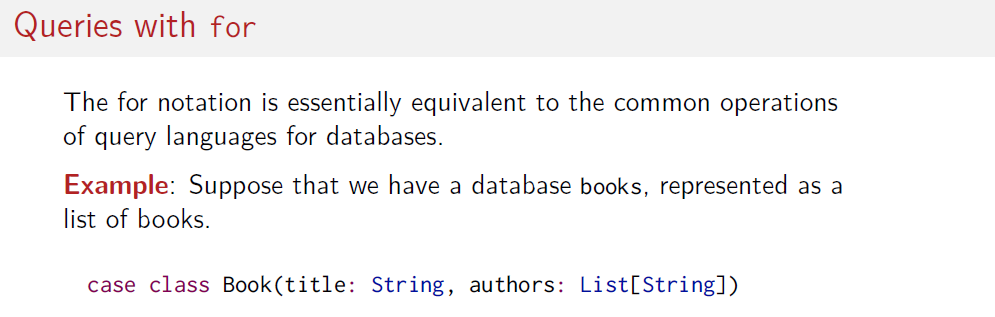 Queries with for
The for notation is essentially equivalent to the common operations
of query languages for databases.
Example: Suppose that we have a database books, represented as a
list of books.
case class Book(title: String, authors: List[String])